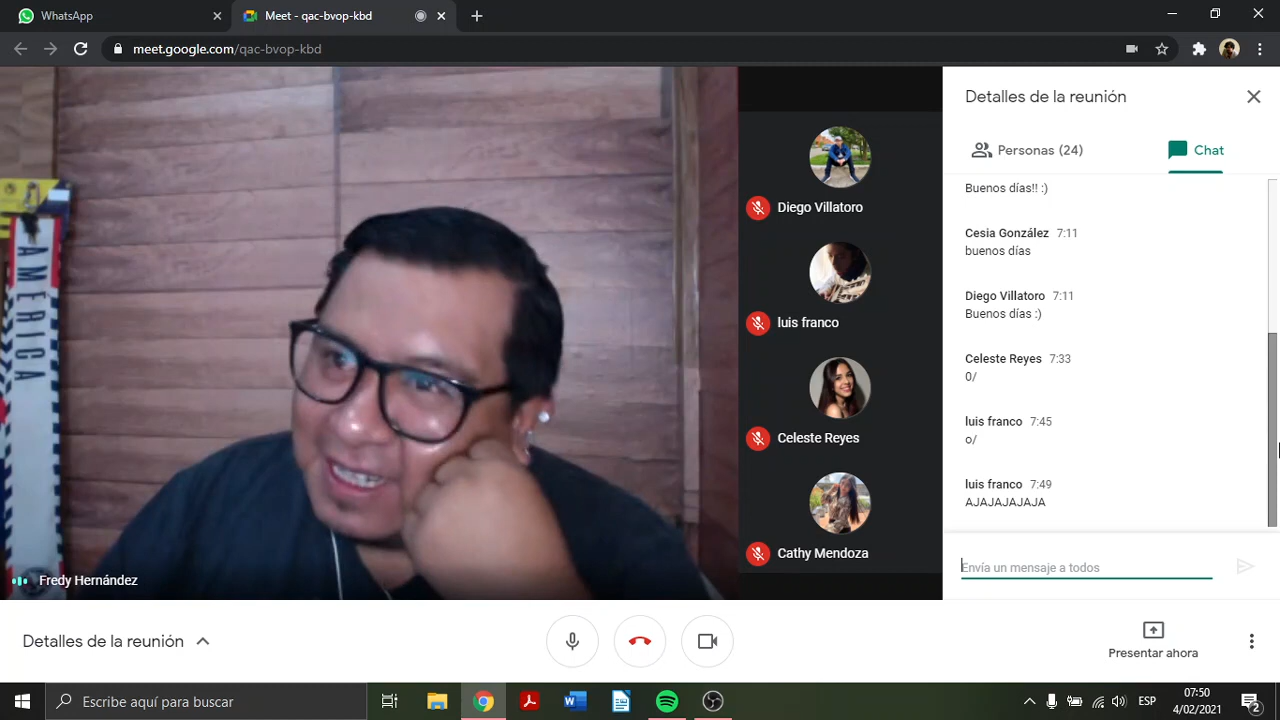 WhatsApp
Meet - qac-bvop-kbd
meet.google.com/qac-bvop-kbd
AMERICA
Fredy Hernández
Diego Villatoro
luis franco
Celeste Reyes
Cathy Mendoza
Detalles de la reunión
Personas (24)
Chat
Buenos días!! :)
Cesia González 7:11
buenos días
Diego Villatoro 7:11
Buenos días :)
Celeste Reyes 7:33
0/
luis franco 7:45
o/
luis franco 7:49
AJAJAJAJAJA
Envía un mensaje a todos
Detalles de la reunión
Presentar ahora
Escribe aquí para buscar
ESP
07:50
4/02/2021
2